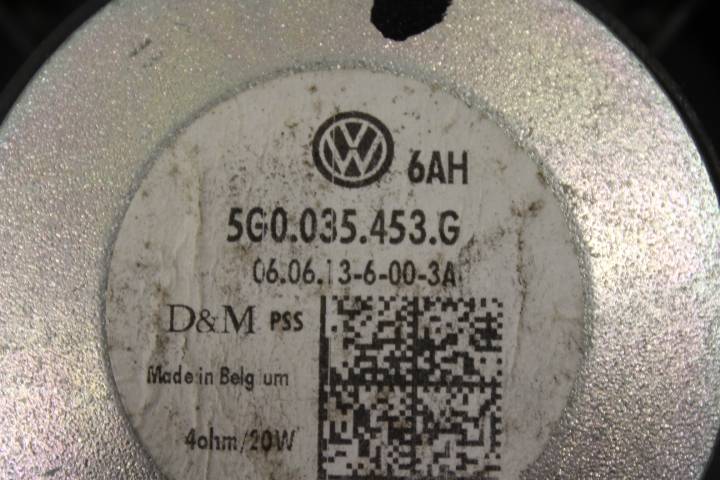 6AH
5G0.035.453.G
06.06.13-6-00-3A
D&M PSS
Made in Belgium
4ohm/20W